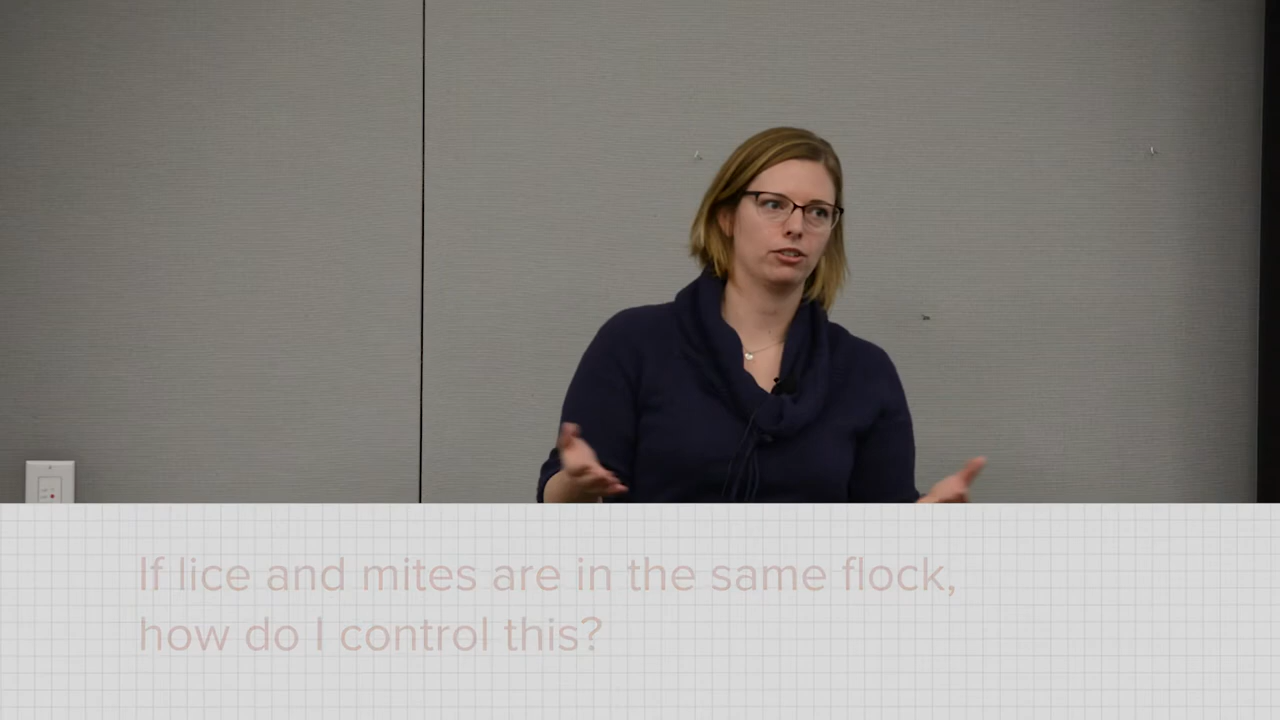 If lice and mites are in the same flock,
how do I control this?